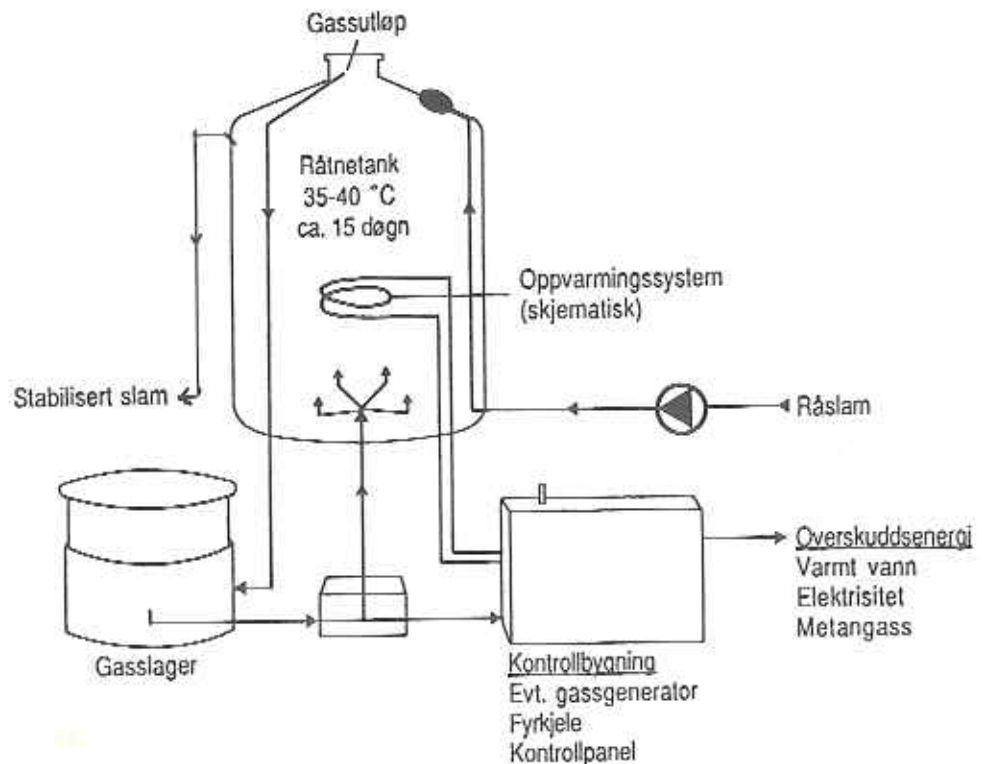 Gassutløp
Råtnetank
35-40 °C
ca. 15 døgn
Oppvarmingssystem
(skjematisk)
Stabilisert slam
Råslam
Overskuddsenergi
Varmt vann
Elektrisitet
Metangass
Gasslager
Kontrollbygning
Evt. gassgenerator
Fyrkjele
Kontrollpanel